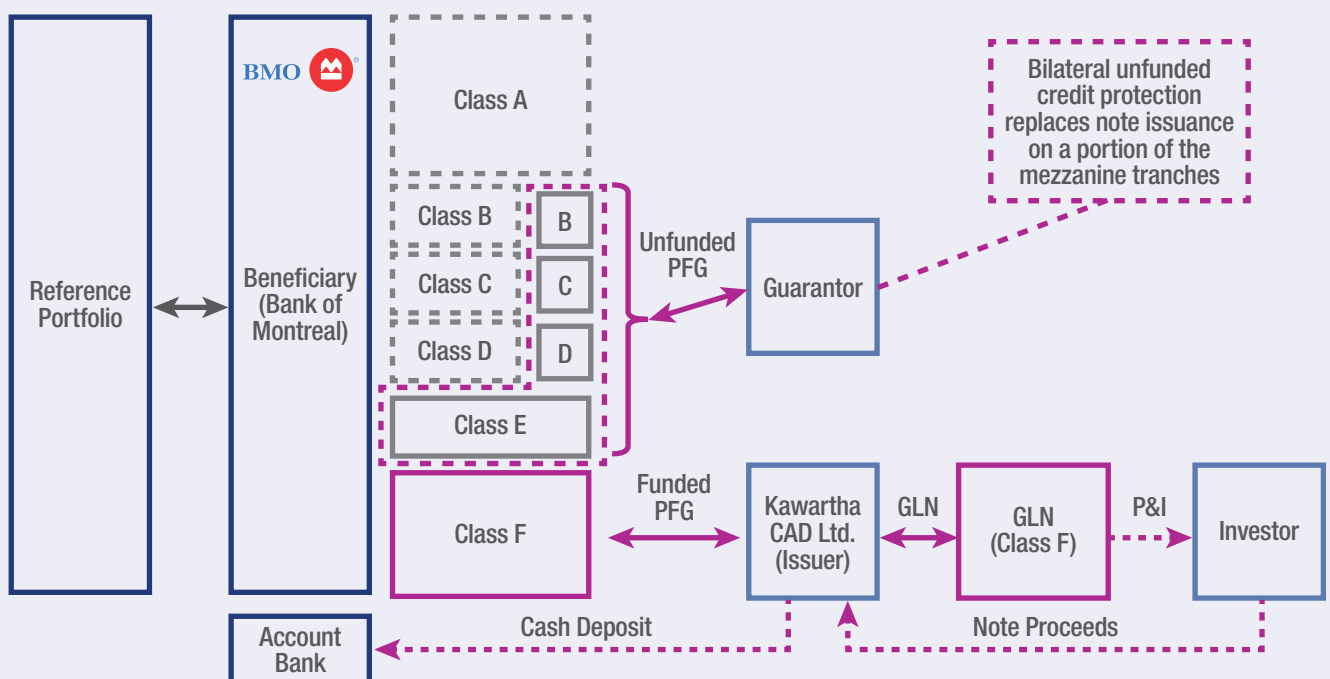 Reference
Portfolio
BMO
Beneficiary
(Bank of
Montreal)
Class A
Class B
Class C
Class D
B
C
D
Class E
Class F
Unfunded
PFG
Guarantor
Bilateral unfunded
credit protection
replaces note issuance
on a portion of the
mezzanine tranches
Funded
PFG
Kawartha
CAD Ltd.
(Issuer)
GLN
GLN
(Class F)
P&I
Investor
Account
Bank
Cash Deposit
Note Proceeds